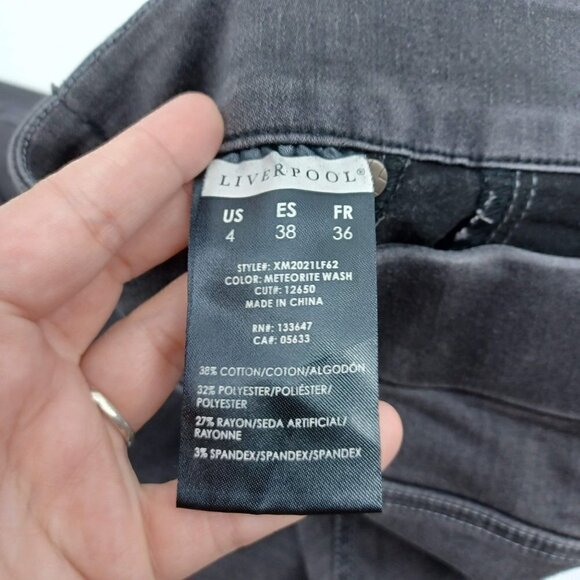 LIVERPOOL®
US ES FR
4 38 36
STYLE#: XM2021LF62
COLOR: METEORITE WASH
CUT#: 12650
MADE IN CHINA
RN#: 133647
CA#: 05633
38% COTTON/COTON/ALGODÓN
32% POLYESTER/POLIÉSTER/
POLYESTER
27% RAYON/SEDA ARTIFICIAL/
RAYONNE
3% SPANDEX/SPANDEX/SPANDEX